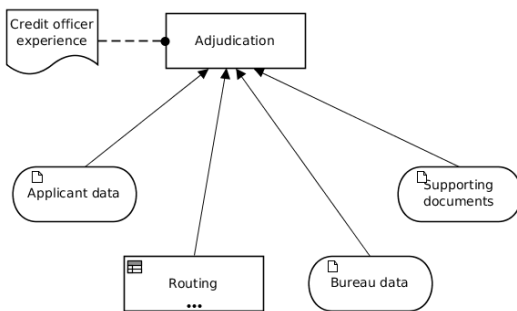 Credit officer
experience
Adjudication
Applicant data
Supporting
documents
Routing
Bureau data